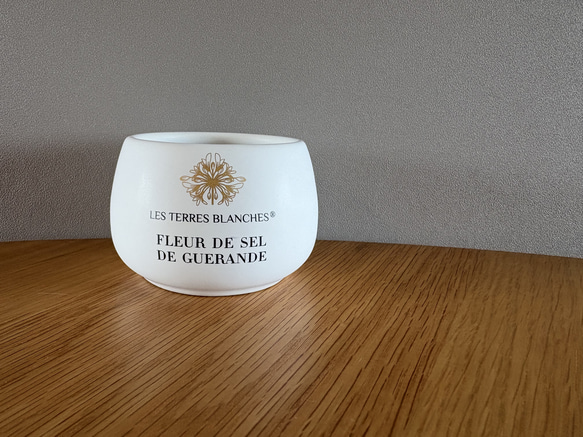 LES TERRES BLANCHES®
FLEUR DE SEL
DE GUERANDE